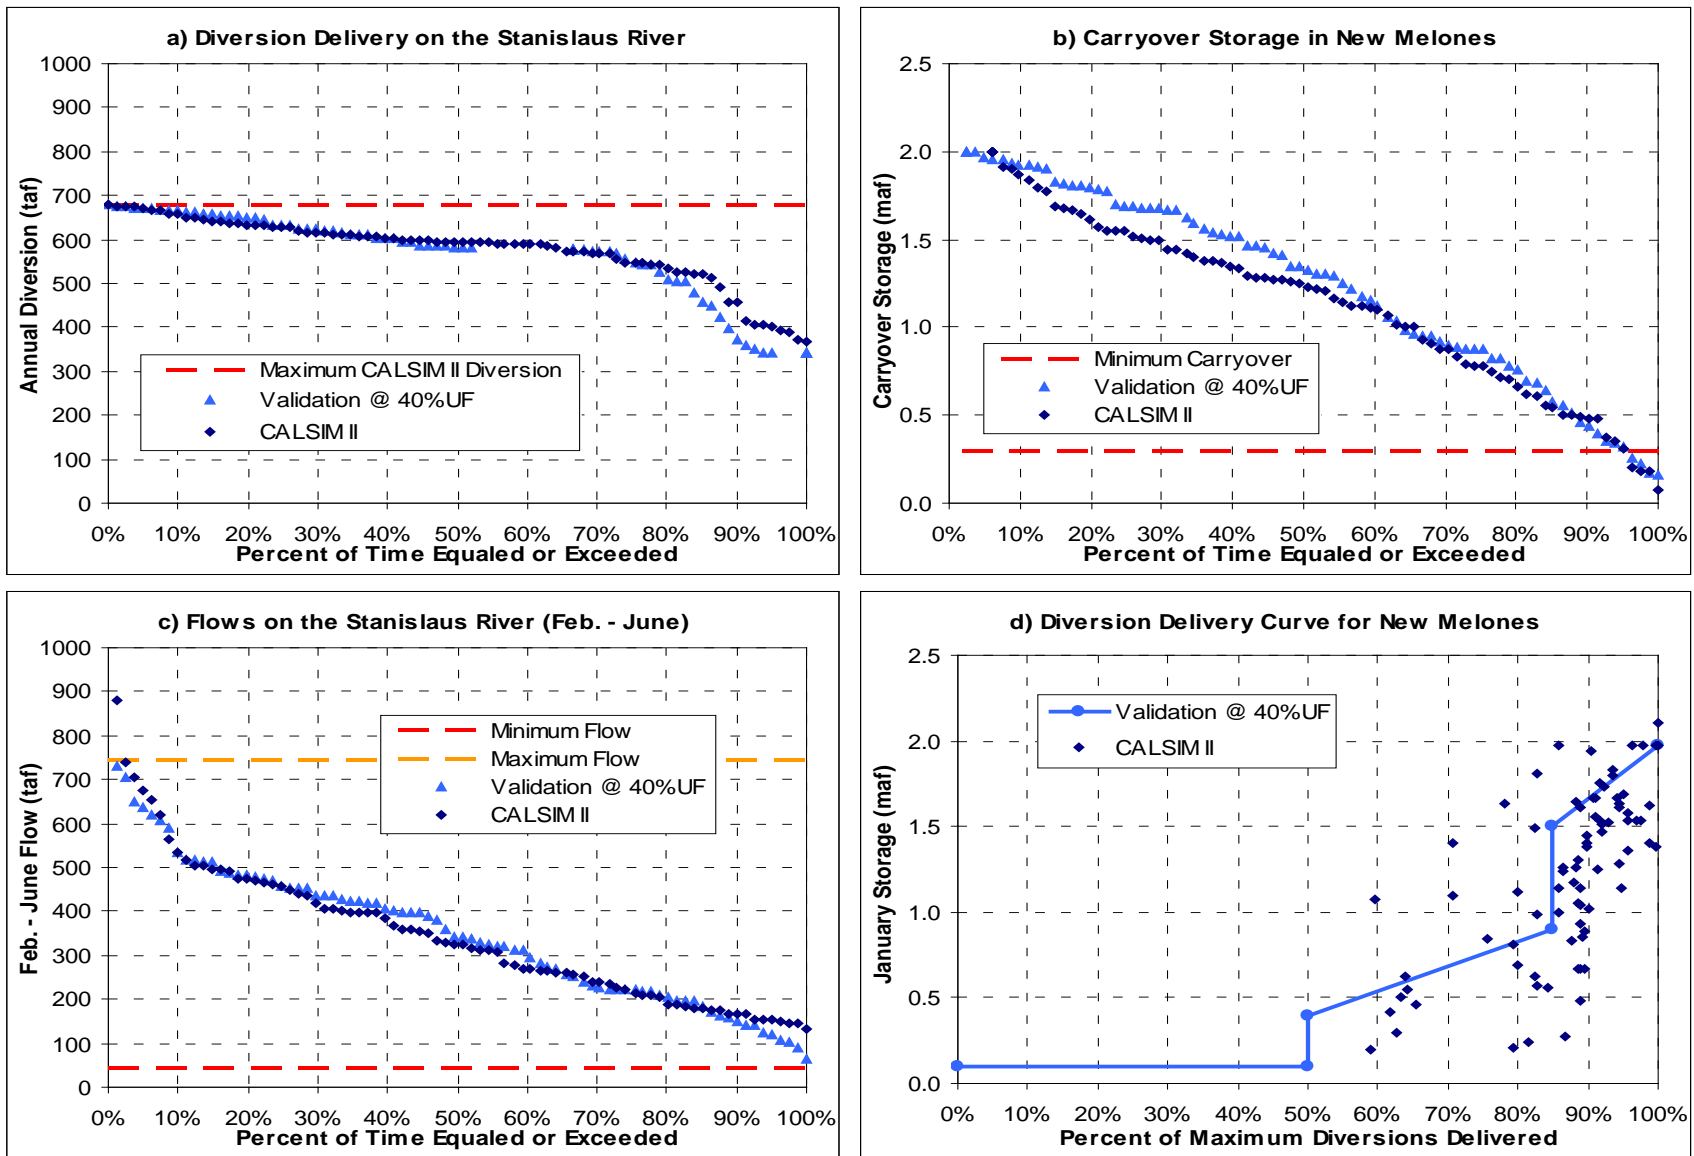 a) Diversion Delivery on the Stanislaus River
Annual Diversion (taf)
1000
900
800
700
600
500
400
300
200
100
0
Maximum CALSIM II Diversion
Validation @ 40%UF
CALSIM II
0% 10% 20% 30% 40% 50% 60% 70% 80% 90% 100%
Percent of Time Equaled or Exceeded
b) Carryover Storage in New Melones
Carryover Storage (maf)
2.5
2.0
1.5
1.0
0.5
0.0
Minimum Carryover
Validation @ 40%UF
CALSIM II
0% 10% 20% 30% 40% 50% 60% 70% 80% 90% 100%
Percent of Time Equaled or Exceeded
c) Flows on the Stanislaus River (Feb. - June)
Feb. - June Flow (taf)
1000
900
800
700
600
500
400
300
200
100
0
Minimum Flow
Maximum Flow
Validation @ 40%UF
CALSIM II
0% 10% 20% 30% 40% 50% 60% 70% 80% 90% 100%
Percent of Time Equaled or Exceeded
d) Diversion Delivery Curve for New Melones
January Storage (maf)
2.5
2.0
1.5
1.0
0.5
0.0
Validation @ 40%UF
CALSIM II
0% 10% 20% 30% 40% 50% 60% 70% 80% 90% 100%
Percent of Maximum Diversions Delivered